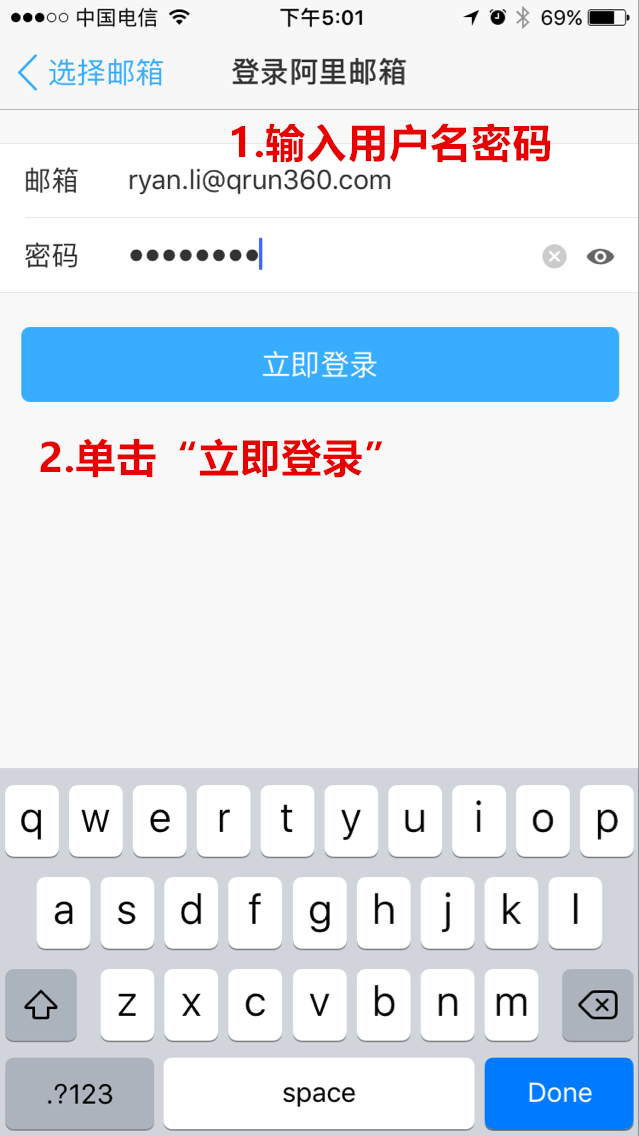 中国电信 下午5:01 69%
选择邮箱 登录阿里邮箱
1.输入用户名密码
邮箱 ryan.li@qrun360.com
密码 ••••••••
立即登录
2.单击“立即登录”
q w e r t y u i o p
a s d f g h j k l
z x c v b n m
.?123 space Done